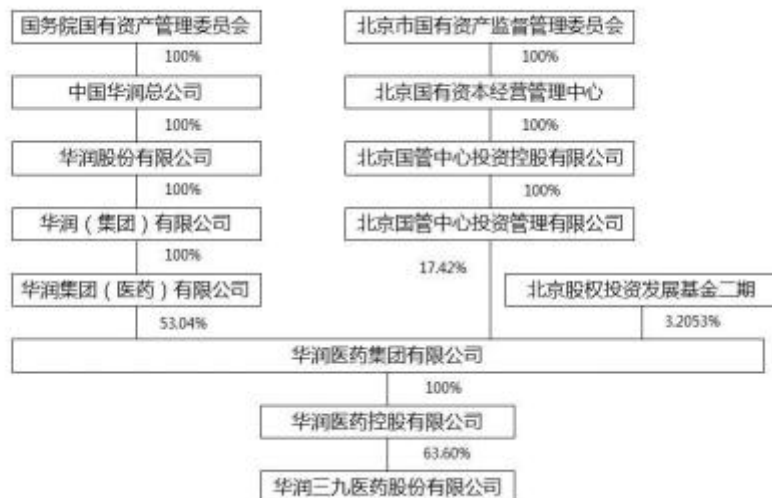 国务院国有资产管理委员会
北京市国有资产监督管理委员会
100%
100%
中国华润总公司
北京国有资本经营管理中心
100%
100%
华润股份有限公司
北京国管中心投资控股有限公司
100%
100%
华润（集团）有限公司
北京国管中心投资管理有限公司
100%
17.42%
华润集团（医药）有限公司
北京股权投资发展基金二期
53.04%
3.2053%
华润医药集团有限公司
100%
华润医药控股有限公司
63.60%
华润三九医药股份有限公司